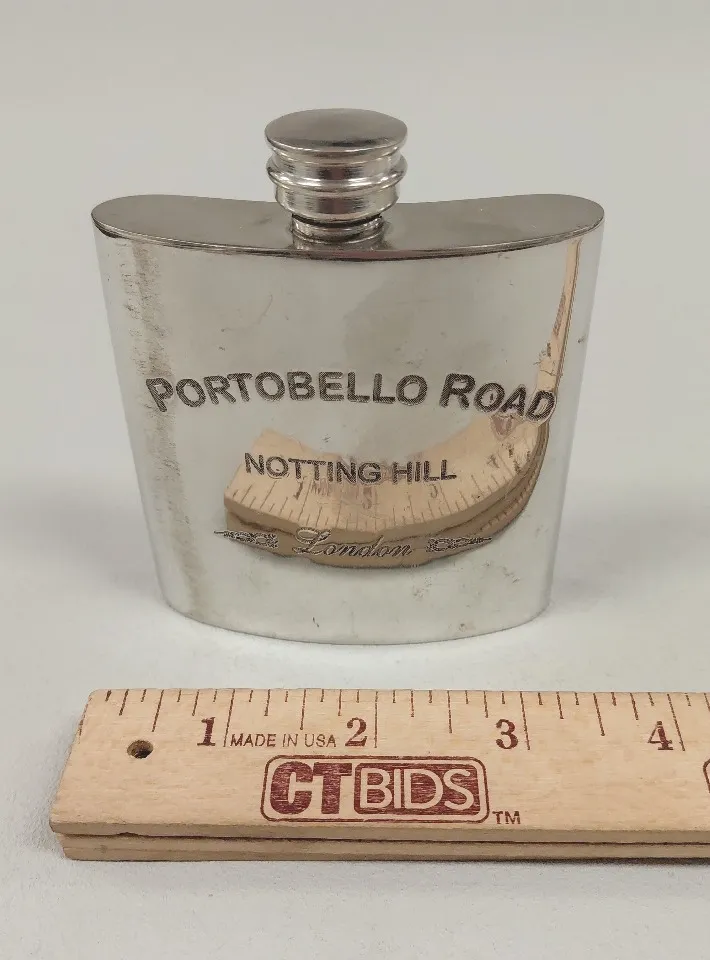 PORTOBELLO ROAD
NOTTING HILL
London
1 MADE IN USA 2 3 4
CTBIDS TM